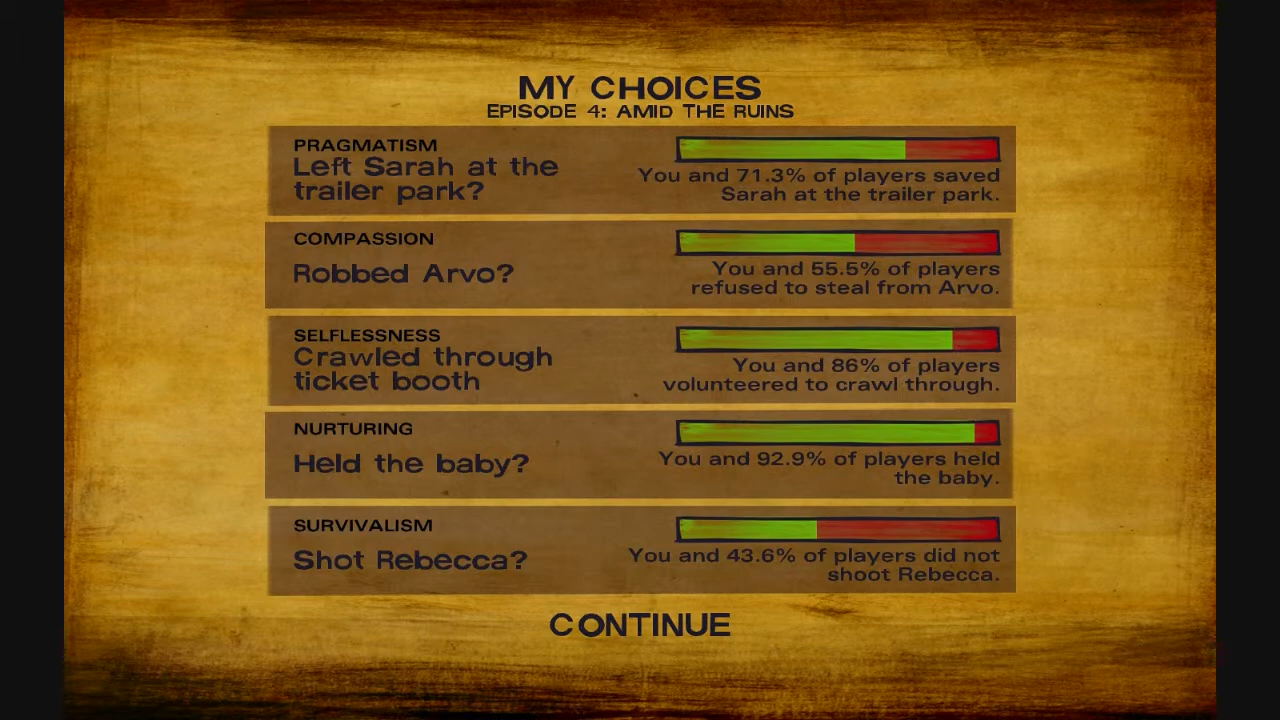 MY CHOICES
EPISODE 4: AMID THE RUINS
PRAGMATISM
Left Sarah at the
trailer park?
You and 71.3% of players saved
Sarah at the trailer park.
COMPASSION
Robbed Arvo?
You and 55.5% of players
refused to steal from Arvo.
SELFLESSNESS
Crawled through
ticket booth
You and 86% of players
volunteered to crawl through.
NURTURING
Held the baby?
You and 92.9% of players held
the baby.
SURVIVALISM
Shot Rebecca?
You and 43.6% of players did not
shoot Rebecca.
CONTINUE